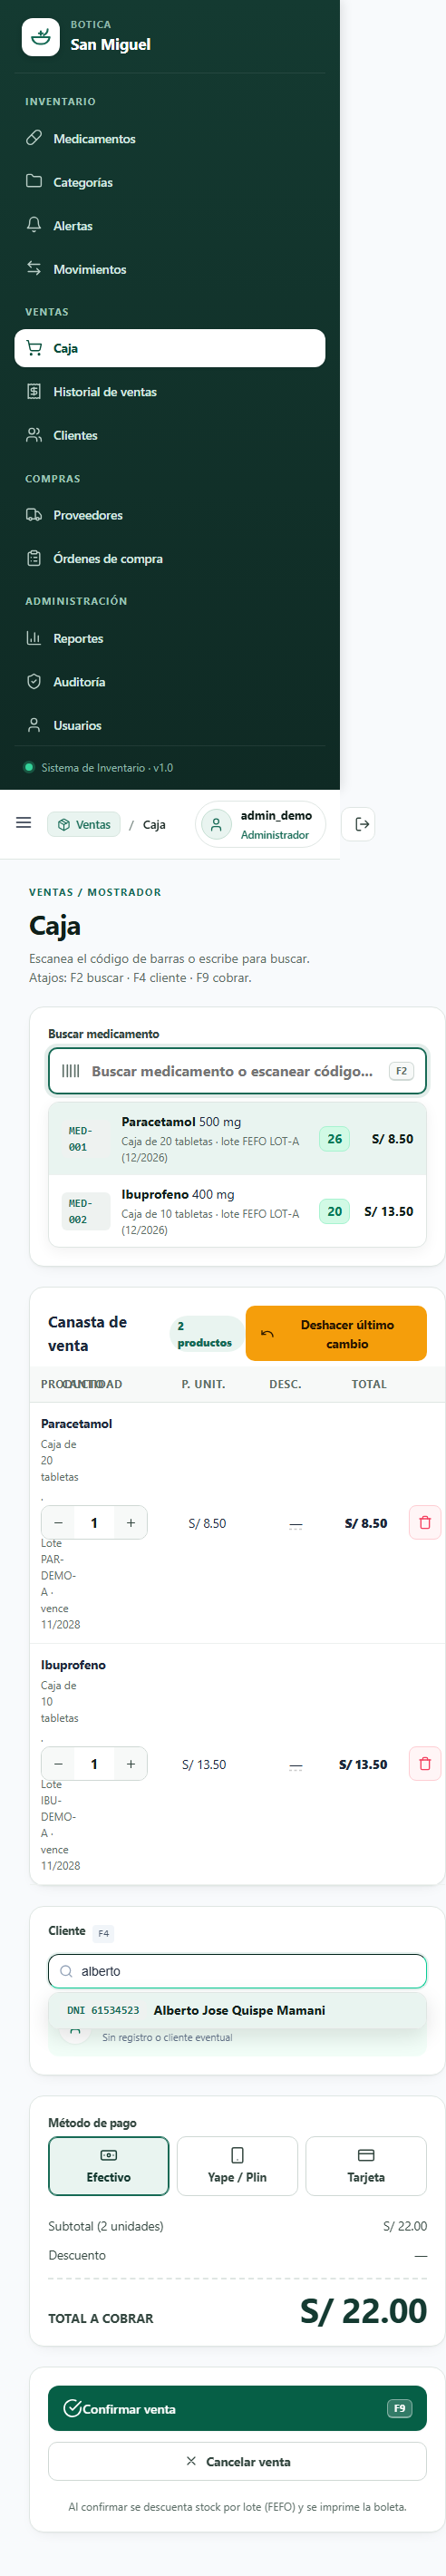 BOTICA
San Miguel
INVENTARIO
Medicamentos
Categorías
Alertas
Movimientos
VENTAS
Caja
Historial de ventas
Clientes
COMPRAS
Proveedores
Órdenes de compra
ADMINISTRACIÓN
Reportes
Auditoría
Usuarios
Sistema de Inventario · v1.0
Ventas / Caja
admin_demo
Administrador
VENTAS / MOSTRADOR
Caja
Escanea el código de barras o escribe para buscar.
Atajos: F2 buscar · F4 cliente · F9 cobrar.
Buscar medicamento
Buscar medicamento o escanear código... F2
MED-
001
Paracetamol 500 mg
Caja de 20 tabletas · lote FEFO LOT-A
(12/2026)
26 S/ 8.50
MED-
002
Ibuprofeno 400 mg
Caja de 10 tabletas · lote FEFO LOT-A
(12/2026)
20 S/ 13.50
Canasta de
venta
2
productos
Deshacer último
cambio
PRODUCTO CANTIDAD P. UNIT. DESC. TOTAL
Paracetamol
Caja de
20
tabletas
·
Lote
PAR-
DEMO-
A ·
vence
11/2028
− 1 + S/ 8.50 — S/ 8.50
Ibuprofeno
Caja de
10
tabletas
·
Lote
IBU-
DEMO-
A ·
vence
11/2028
− 1 + S/ 13.50 — S/ 13.50
Cliente F4
alberto
DNI 61534523 Alberto Jose Quispe Mamani
Sin registro o cliente eventual
Método de pago
Efectivo
Yape / Plin
Tarjeta
Subtotal (2 unidades) S/ 22.00
Descuento —
TOTAL A COBRAR S/ 22.00
Confirmar venta F9
Cancelar venta
Al confirmar se descuenta stock por lote (FEFO) y se imprime la boleta.